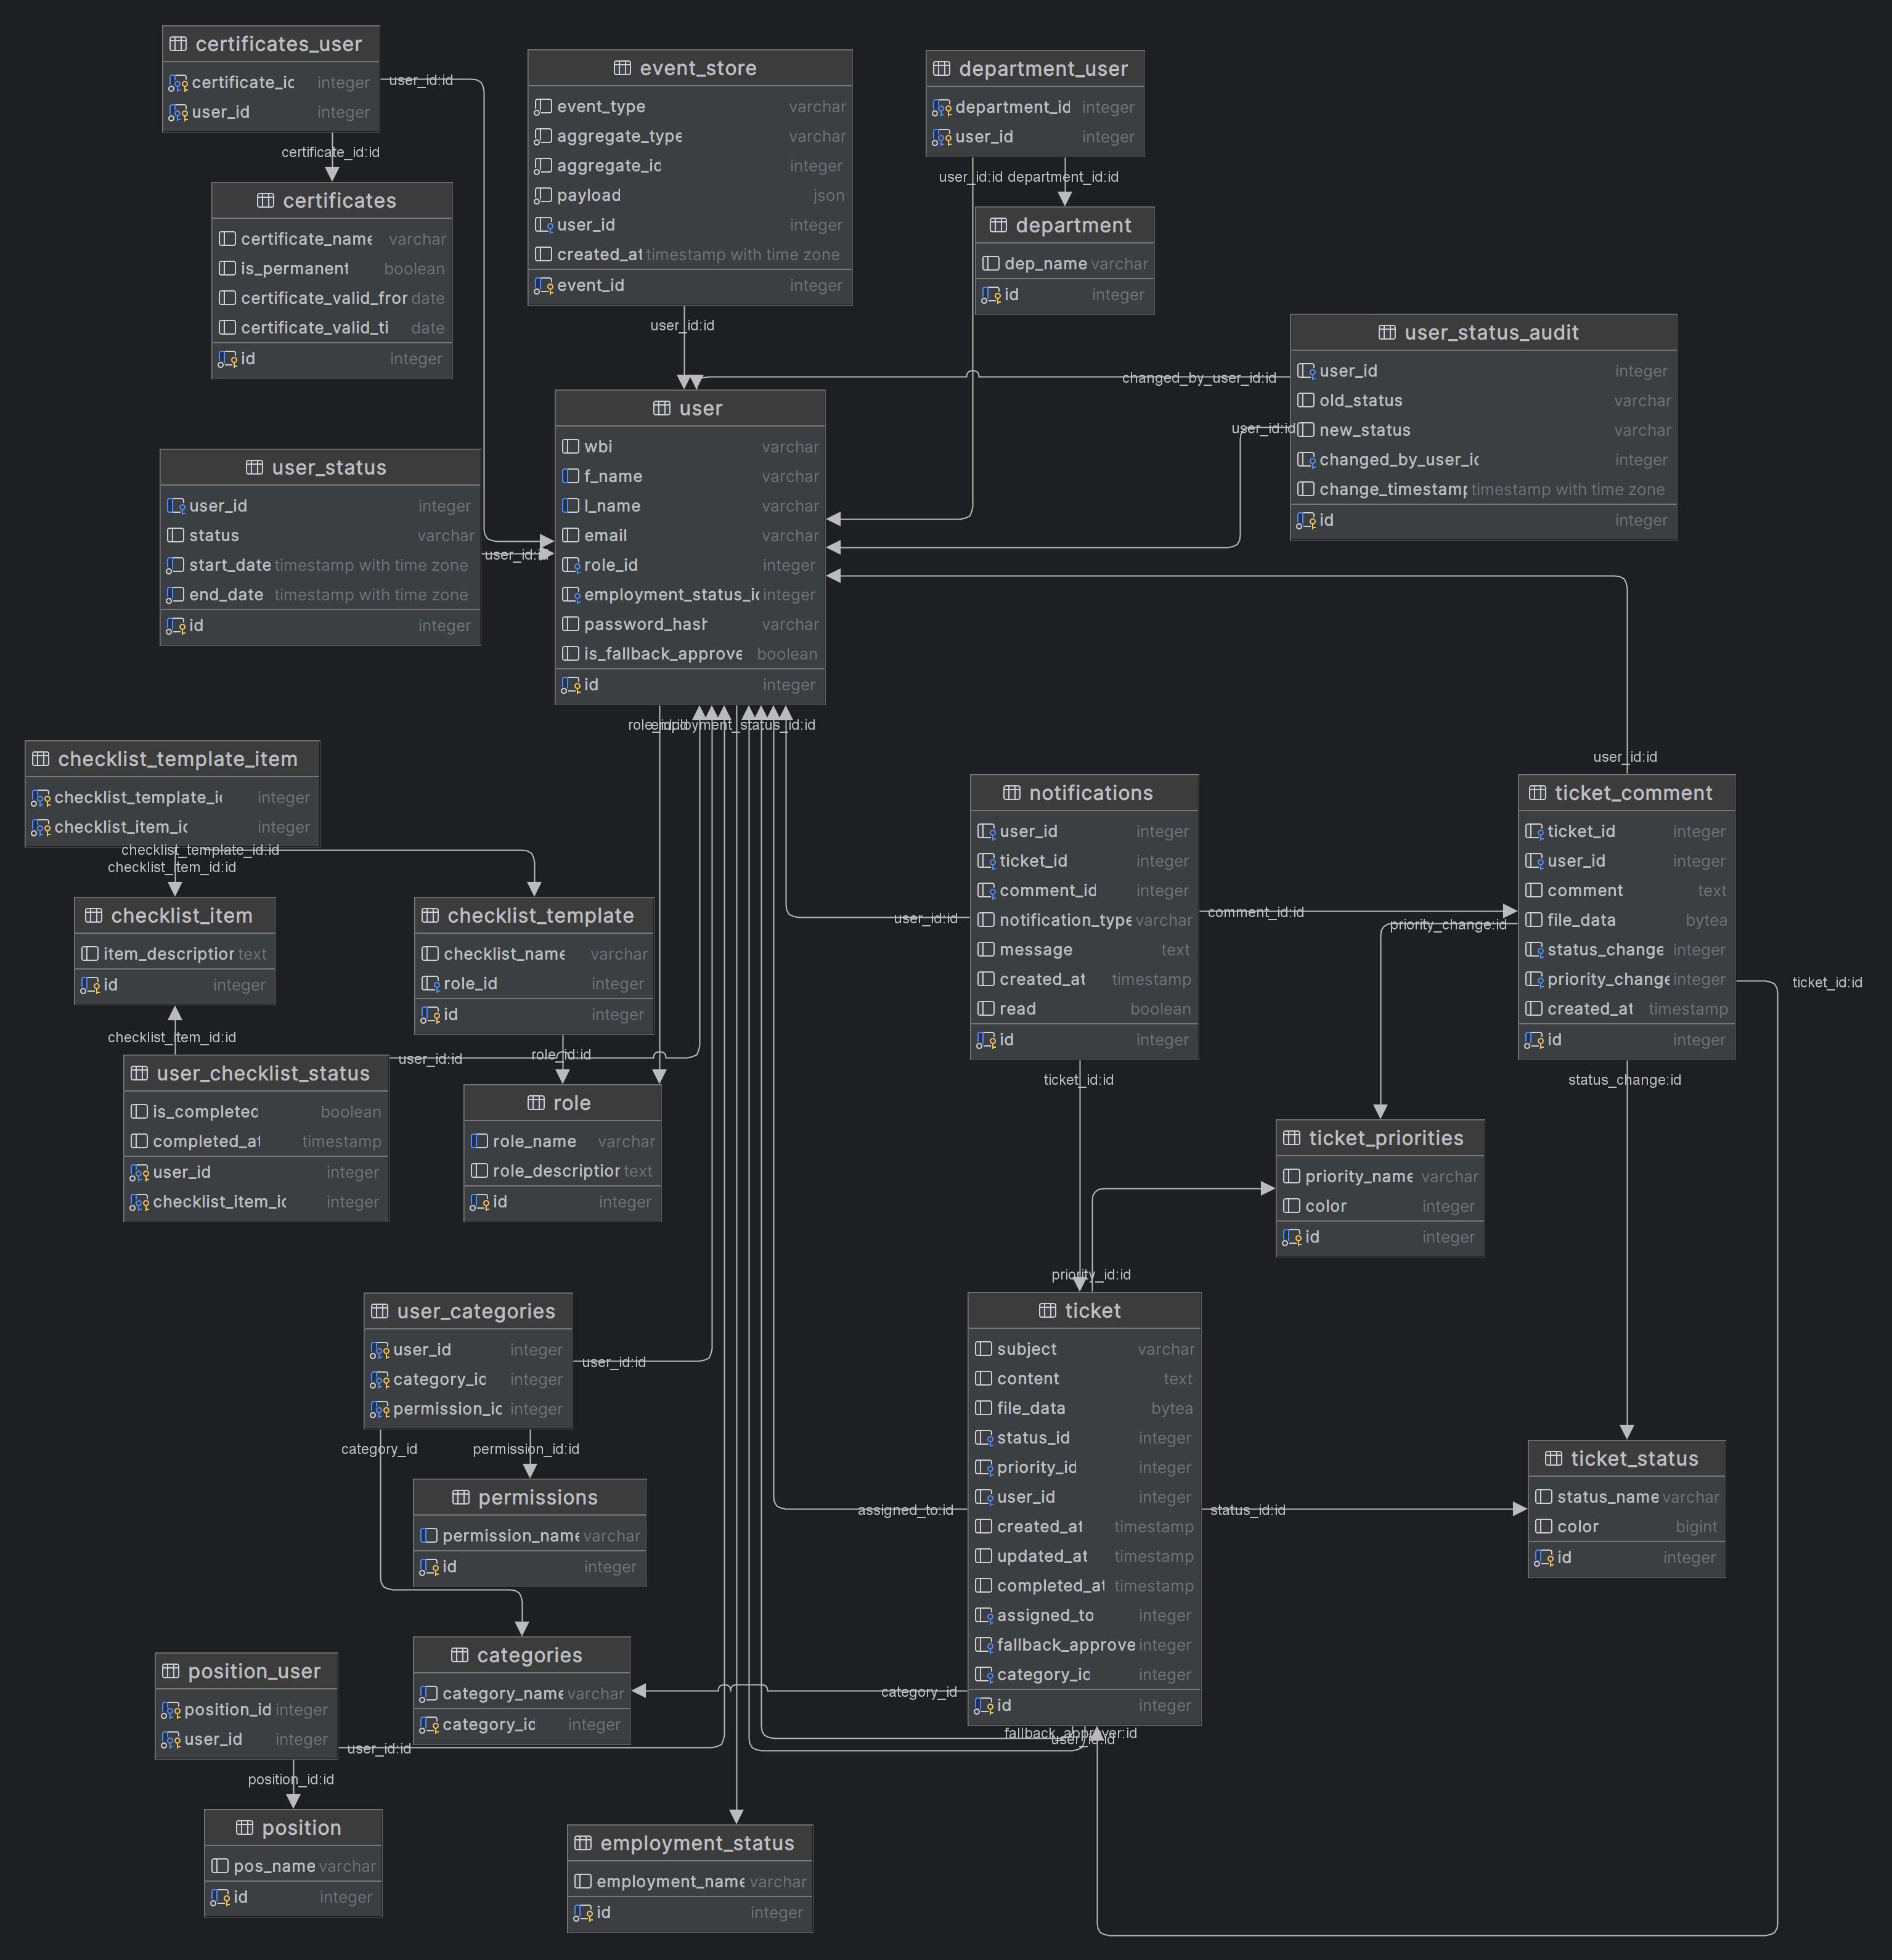 certificates_user
certificate_ic integer
user_id integer
user_id:id
certificate_id:id
certificates
certificate_name varchar
is_permanent boolean
certificate_valid_fror date
certificate_valid_ti date
id integer
event_store
event_type varchar
aggregate_type varchar
aggregate_ic integer
payload json
user_id integer
created_at timestamp with time zone
event_id integer
user_id:id
department_user
department_id integer
user_id integer
user_id:id department_id:id
department
dep_name varchar
id integer
user_status_audit
user_id integer
old_status varchar
new_status varchar
changed_by_user_ic integer
change_timestamp timestamp with time zone
id integer
changed_by_user_id:id
user_id:id
user
wbi varchar
f_name varchar
l_name varchar
email varchar
role_id integer
employment_status_ic integer
password_hash varchar
is_fallback_approve boolean
id integer
role_id:id
employment_status_id:id
user_status
user_id integer
status varchar
start_date timestamp with time zone
end_date timestamp with time zone
id integer
user_id:id
checklist_template_item
checklist_template_ic integer
checklist_item_ic integer
checklist_template_id:id
checklist_item_id:id
checklist_item
item_description text
id integer
checklist_item_id:id
checklist_template
checklist_name varchar
role_id integer
id integer
role_id:id
user_checklist_status
is_completed boolean
completed_at timestamp
user_id integer
checklist_item_ic integer
user_id:id
role
role_name varchar
role_description text
id integer
notifications
user_id integer
ticket_id integer
comment_id integer
notification_type varchar
message text
created_at timestamp
read boolean
id integer
user_id:id
comment_id:id
ticket_id:id
user_id:id
ticket_comment
ticket_id integer
user_id integer
comment text
file_data bytea
status_change integer
priority_change integer
created_at timestamp
id integer
priority_change:id
ticket_id:id
status_change:id
ticket_priorities
priority_name varchar
color integer
id integer
priority_id:id
user_categories
user_id integer
category_ic integer
permission_ic integer
user_id:id
category_id
permission_id:id
permissions
permission_name varchar
id integer
categories
category_name varchar
category_ic integer
ticket
subject varchar
content text
file_data bytea
status_id integer
priority_id integer
user_id integer
created_at timestamp
updated_at timestamp
completed_at timestamp
assigned_to integer
fallback_approve integer
category_ic integer
id integer
assigned_to:id
status_id:id
category_id
fallback_approver:id
user_id:id
ticket_status
status_name varchar
color bigint
id integer
position_user
position_id integer
user_id integer
user_id:id
position_id:id
position
pos_name varchar
id integer
employment_status
employment_name varchar
id integer